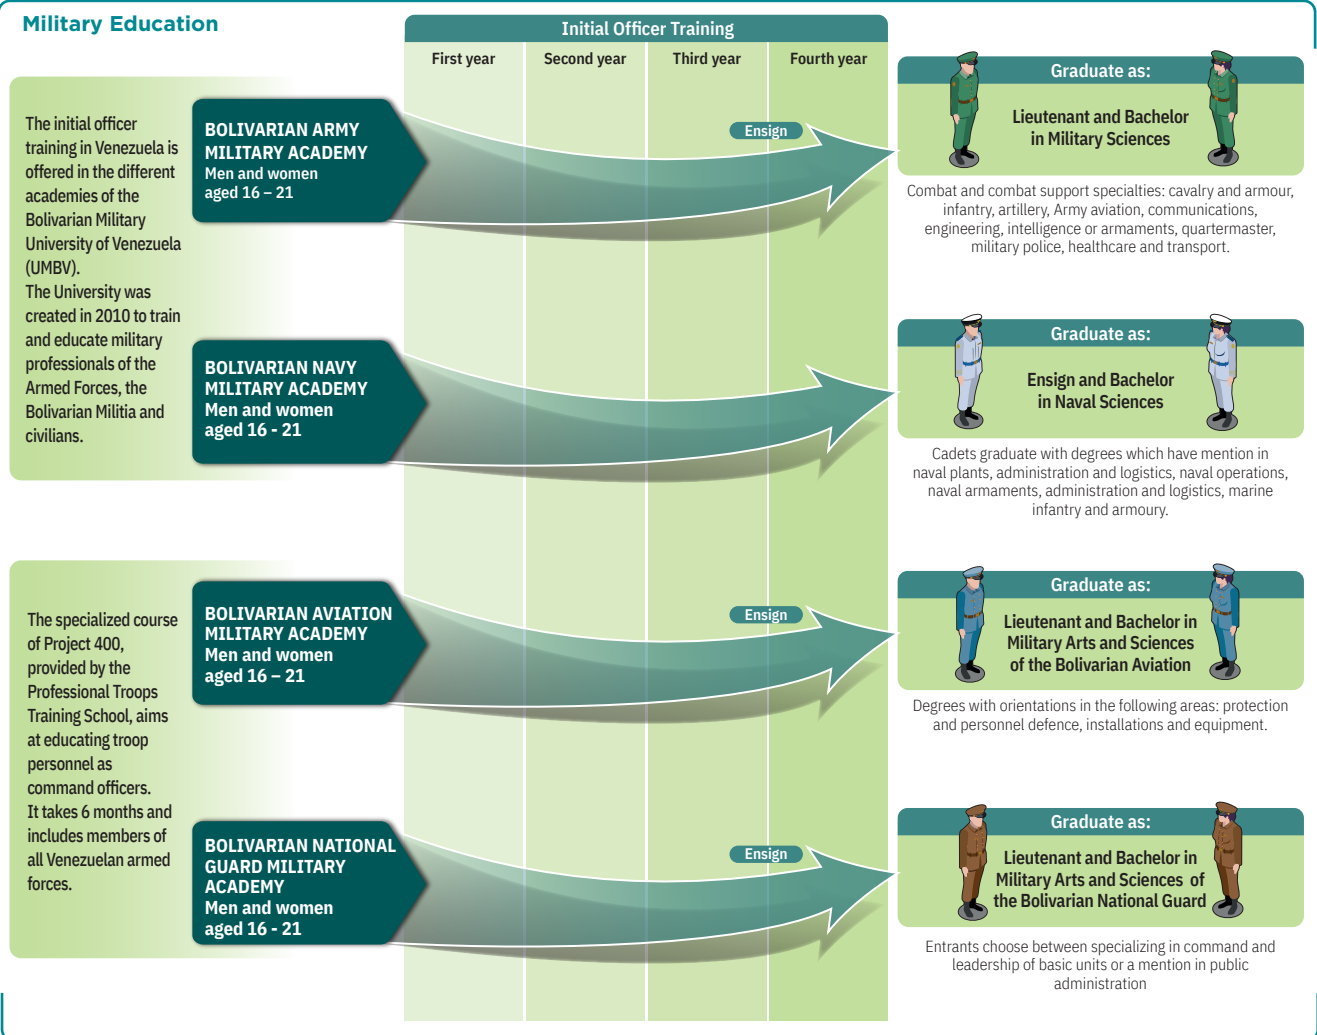 Military Education
Initial Officer Training
First year
Second year
Third year
Fourth year
The initial officer
training in Venezuela is
offered in the different
academies of the
Bolivarian Military
University of Venezuela
(UMBV).
The University was
created in 2010 to train
and educate military
professionals of the
Armed Forces, the
Bolivarian Militia and
civilians.
BOLIVARIAN ARMY
MILITARY ACADEMY
Men and women
aged 16 – 21
Ensign
Graduate as:
Lieutenant and Bachelor
in Military Sciences
Combat and combat support specialties: cavalry and armour,
infantry, artillery, Army aviation, communications,
engineering, intelligence or armaments, quartermaster,
military police, healthcare and transport.
BOLIVARIAN NAVY
MILITARY ACADEMY
Men and women
aged 16 - 21
Graduate as:
Ensign and Bachelor
in Naval Sciences
Cadets graduate with degrees which have mention in
naval plants, administration and logistics, naval operations,
naval armaments, administration and logistics, marine
infantry and armoury.
The specialized course
of Project 400,
provided by the
Professional Troops
Training School, aims
at educating troop
personnel as
command officers.
It takes 6 months and
includes members of
all Venezuelan armed
forces.
BOLIVARIAN AVIATION
MILITARY ACADEMY
Men and women
aged 16 – 21
Ensign
Graduate as:
Lieutenant and Bachelor in
Military Arts and Sciences
of the Bolivarian Aviation
Degrees with orientations in the following areas: protection
and personnel defence, installations and equipment.
BOLIVARIAN NATIONAL
GUARD MILITARY
ACADEMY
Men and women
aged 16 - 21
Ensign
Graduate as:
Lieutenant and Bachelor in
Military Arts and Sciences of
the Bolivarian National Guard
Entrants choose between specializing in command and
leadership of basic units or a mention in public
administration